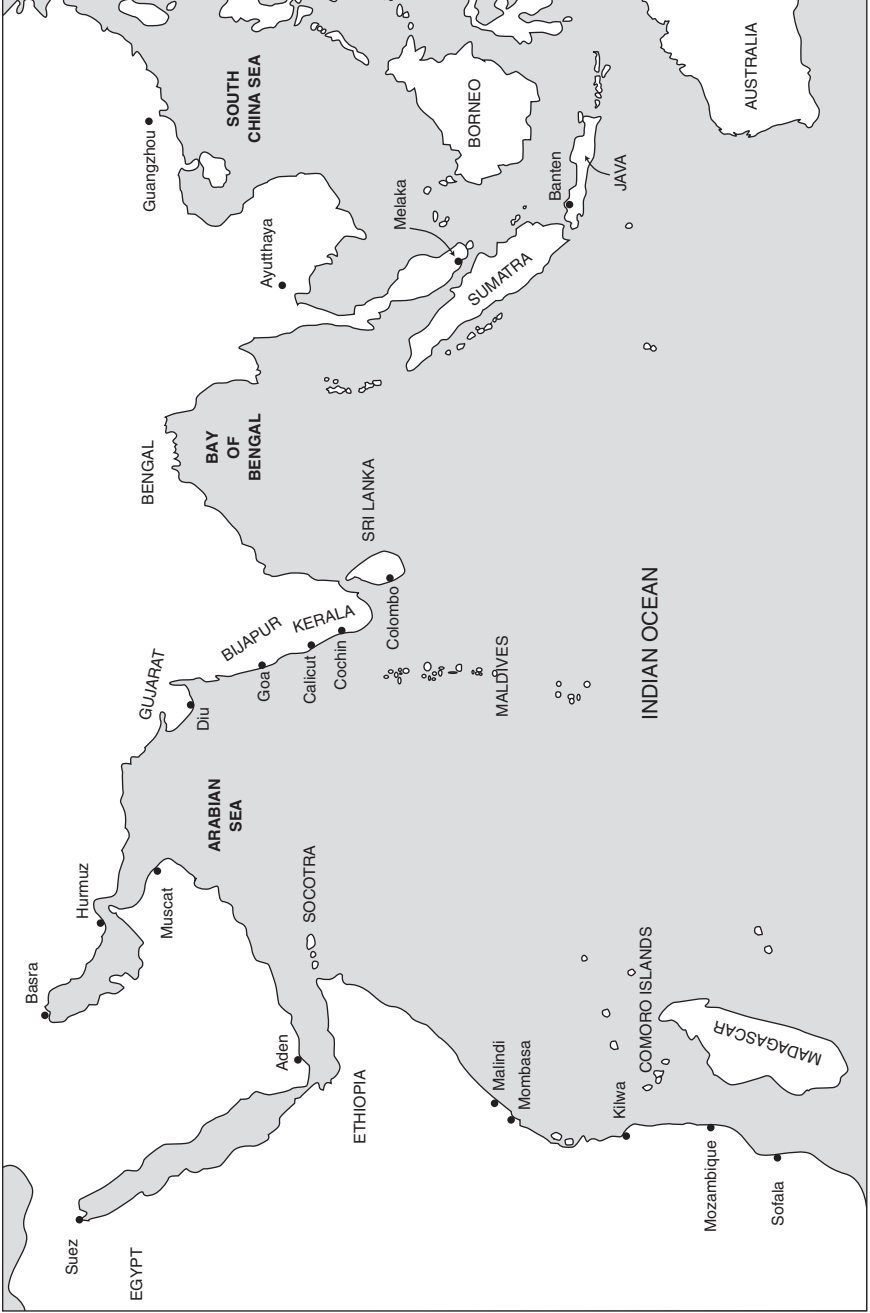 Suez
EGYPT
Basra
Hurmuz
Muscat
Aden
ETHIOPIA
SOCOTRA
ARABIAN
SEA
GUJARAT
Diu
BIJAPUR
Goa
KERALA
Calicut
Cochin
Colombo
SRI LANKA
MALDIVES
BENGAL
BAY
OF
BENGAL
Guangzhou
Ayutthaya
SOUTH
CHINA SEA
Melaka
BORNEO
SUMATRA
Banten
JAVA
AUSTRALIA
INDIAN OCEAN
Malindi
Mombasa
Kilwa
COMORO ISLANDS
MADAGASCAR
Mozambique
Sofala